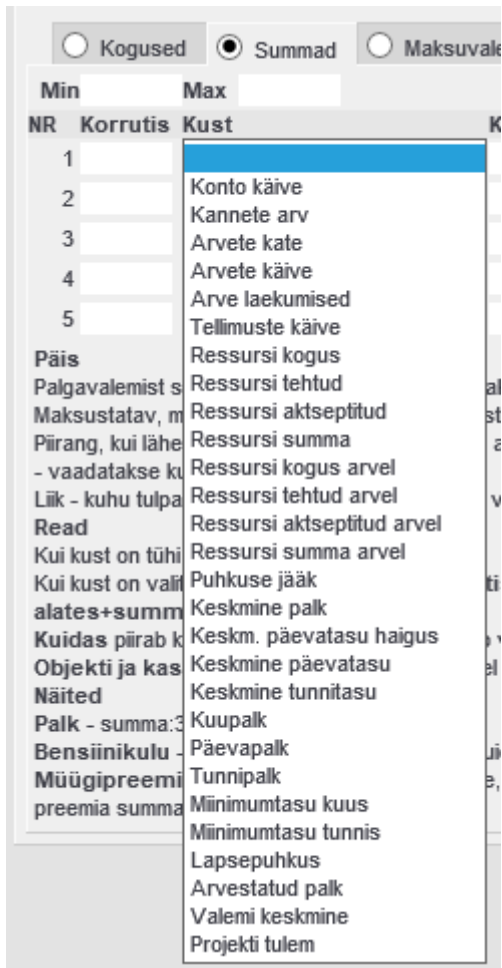 Kogused Summad Maksuvale
Min Max
NR Korrutis Kust K
1
2
3
4
5
Konto käive
Kannete arv
Arvete kate
Arvete käive
Arve laekumised
Tellimuste käive
Ressursi kogus
Ressursi tehtud
Ressursi aktseptitud
Ressursi summa
Ressursi kogus arvel
Ressursi tehtud arvel
Ressursi aktseptitud arvel
Ressursi summa arvel
Puhkuse jääk
Keskmine palk
Keskm. päevatasu haigus
Keskmine päevatasu
Keskmine tunnitasu
Kuupalk
Päevapalk
Tunnipalk
Miinimumtasu kuus
Miinimumtasu tunnis
Lapsepuhkus
Arvestatud palk
Valemi keskmine
Projekti tulem
Päis
Palgavalemist s
Maksustatav, m
Piirang, kui lähe
- vaadatakse ku
Liik - kuhu tulpa
Read
Kui kust on tühi
Kui kust on valit
alates+summ
Kuidas piirab k
Objekti ja kas
Näited
Palk - summa:3
Bensiinikulu -
Müügipreemi
preemia summa